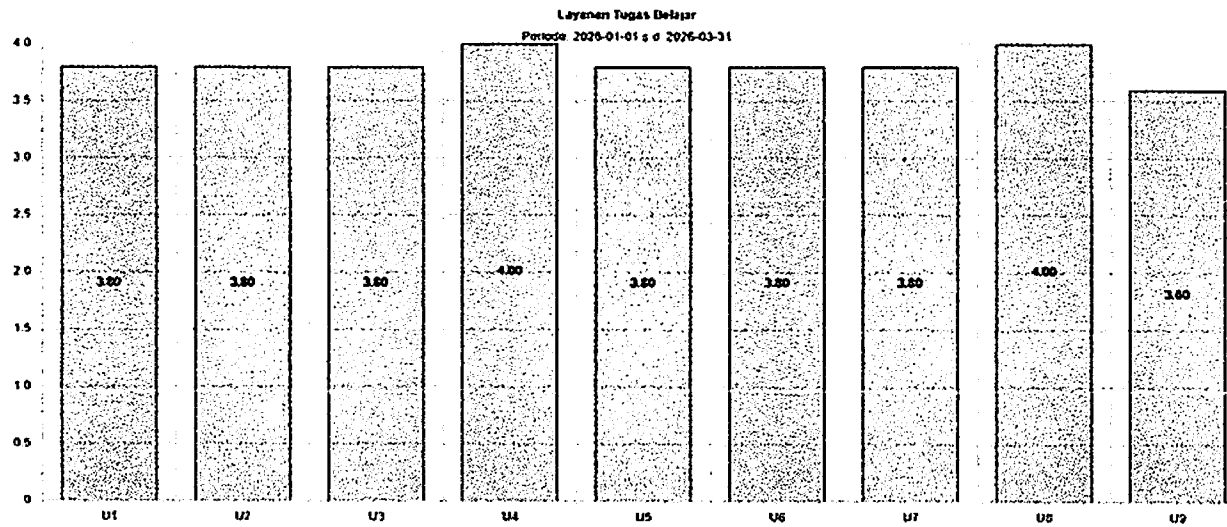 Layanan Tugas Belajar
Periode: 2026-01-01 s.d 2026-03-31
4.0
3.5
3.0
2.5
2.0
1.5
1.0
0.5
0
3.80
3.80
3.80
4.00
3.80
3.80
3.80
4.00
3.60
U1
U2
U3
U4
U5
U6
U7
U8
U9